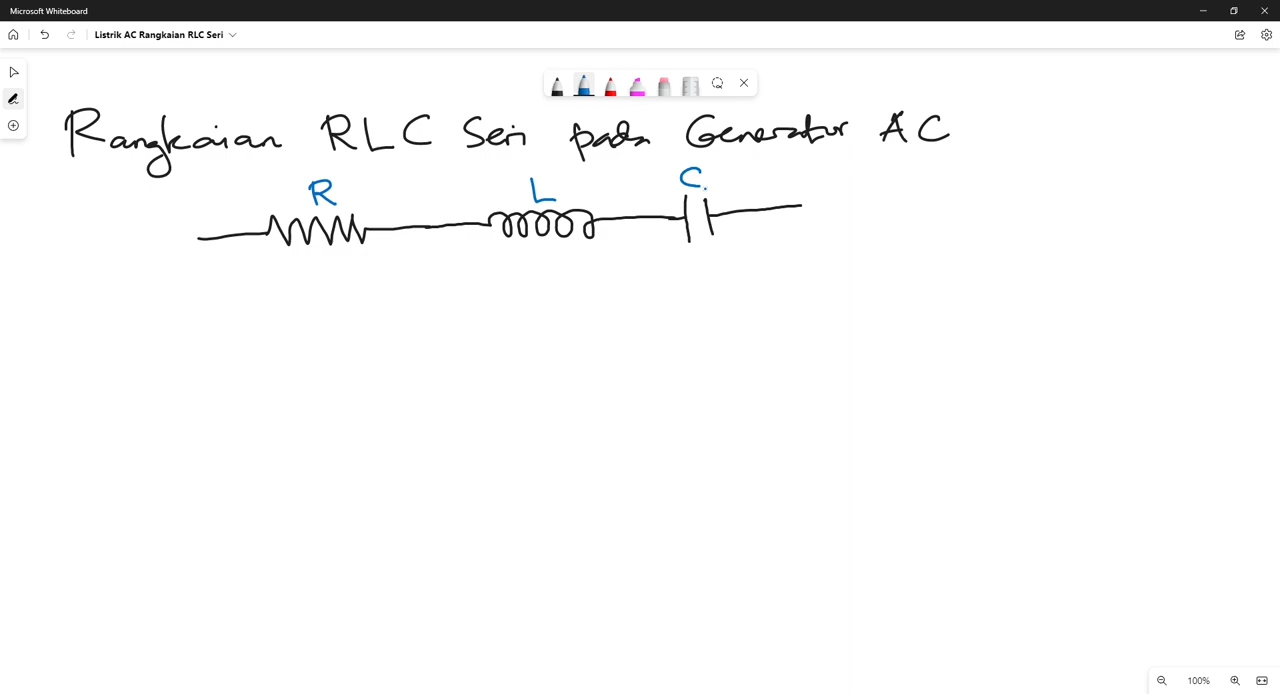 Microsoft Whiteboard
Listrik AC Rangkaian RLC Seri
Rangkaian RLC Seri pada Generator AC
R L C
100%